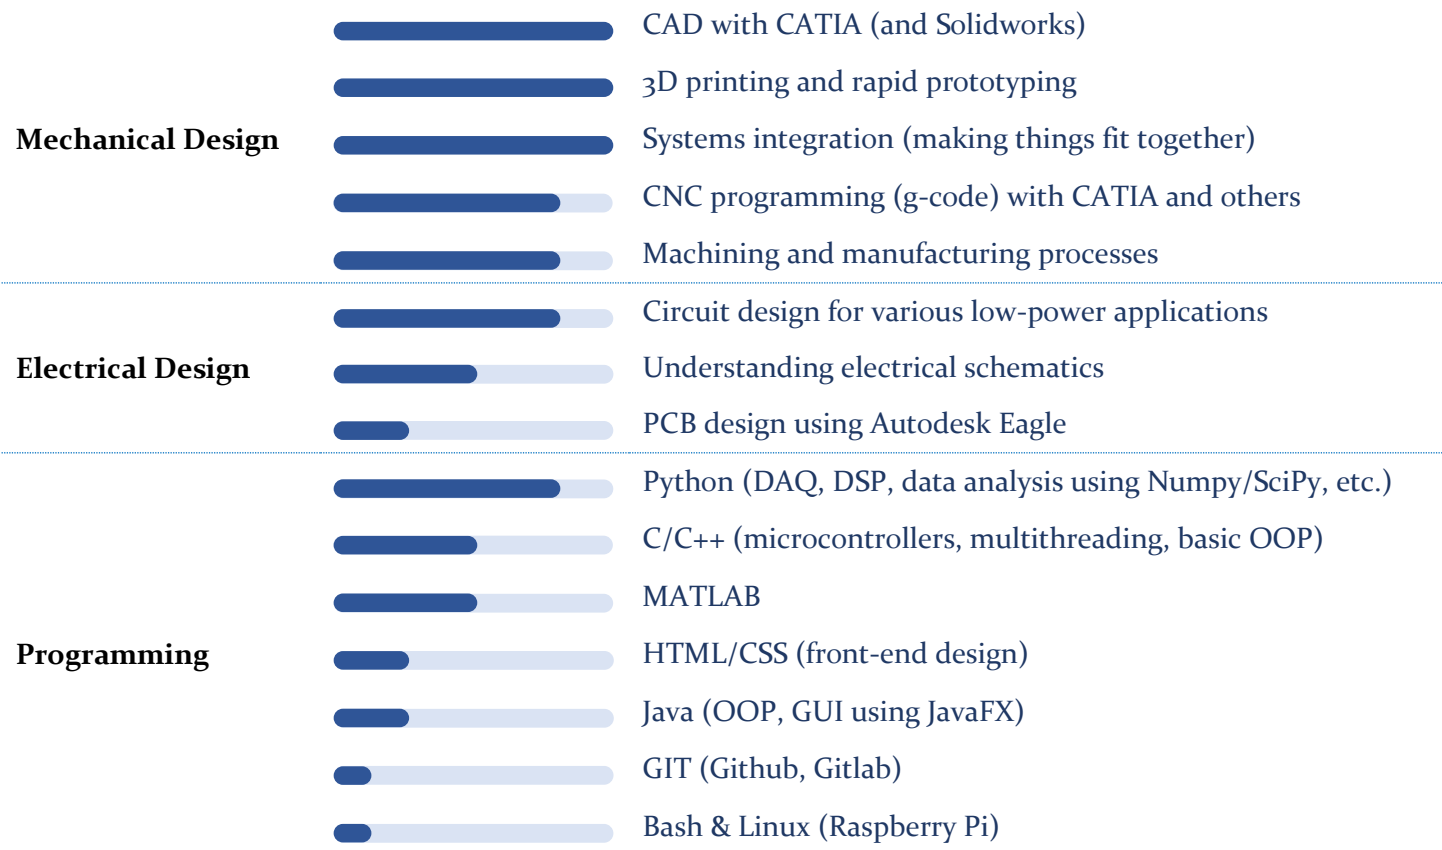 CAD with CATIA (and Solidworks)
3D printing and rapid prototyping
Mechanical Design
Systems integration (making things fit together)
CNC programming (g-code) with CATIA and others
Machining and manufacturing processes
Circuit design for various low-power applications
Electrical Design
Understanding electrical schematics
PCB design using Autodesk Eagle
Python (DAQ, DSP, data analysis using Numpy/SciPy, etc.)
C/C++ (microcontrollers, multithreading, basic OOP)
MATLAB
Programming
HTML/CSS (front-end design)
Java (OOP, GUI using JavaFX)
GIT (Github, Gitlab)
Bash & Linux (Raspberry Pi)